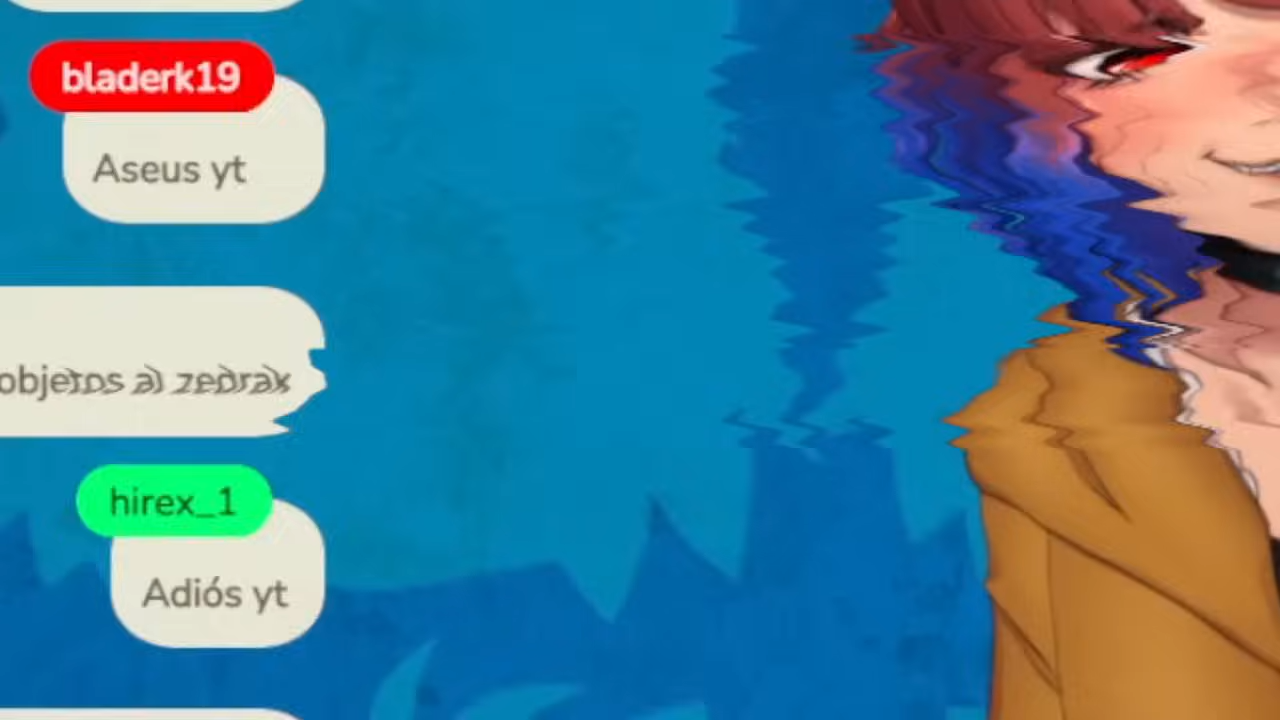 bladerk19
Aseus yt
objetos al zedrax
hirex_1
Adiós yt